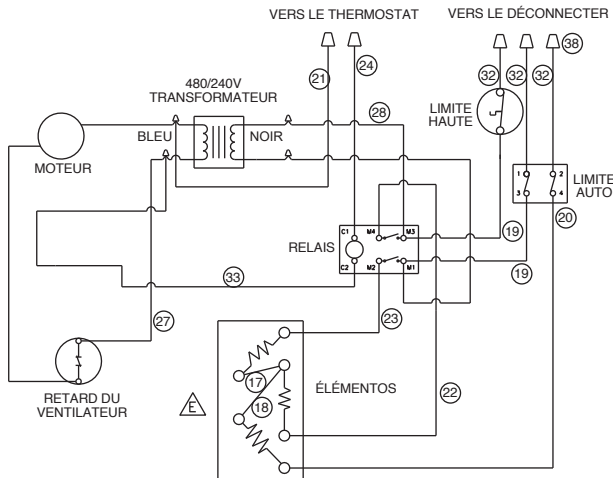 VERS LE THERMOSTAT
VERS LE DÉCONNECTER
38
21
24
32
32
32
480/240V
TRANSFORMATEUR
28
LIMITE
HAUTE
BLEU
NOIR
MOTEUR
1
2
3
4
LIMITE
AUTO
19
20
C1
M4
M3
RELAIS
C2
M2
M1
19
33
27
23
17
18
ÉLÉMENTOS
22
E
RETARD DU
VENTILATEUR